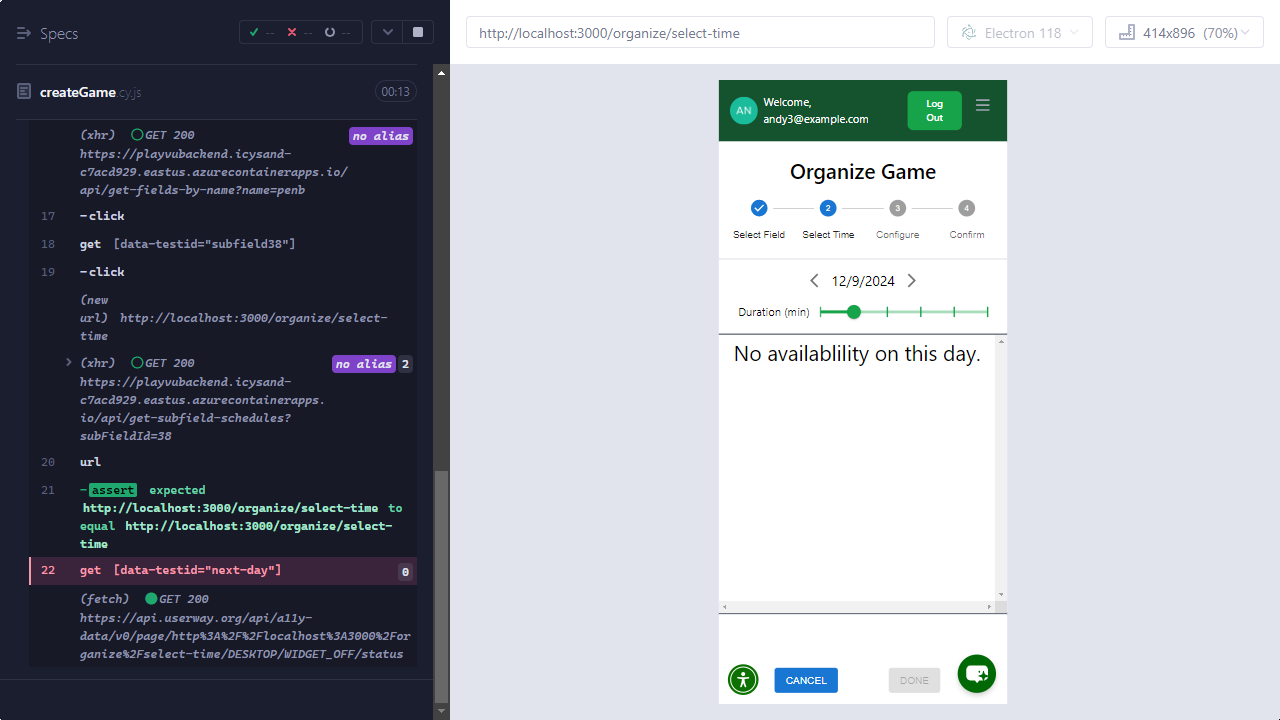 Specs
-- -- --
createGame.cy.js 00:13
(xhr) GET 200 no alias
https://playvubackend.icysand-
c7acd929.eastus.azurecontainerapps.io/
api/get-fields-by-name?name=penb
17 -click
18 get [data-testid="subfield38"]
19 -click
(new
url) http://localhost:3000/organize/select-
time
(xhr) GET 200 no alias 2
https://playvubackend.icysand-
c7acd929.eastus.azurecontainerapps.
io/api/get-subfield-schedules?
subFieldId=38
20 url
21 -assert expected
http://localhost:3000/organize/select-time to
equal http://localhost:3000/organize/select-
time
22 get [data-testid="next-day"] 0
(fetch) GET 200
https://api.userway.org/api/a11y-
data/v0/page/http%3A%2F%2Flocalhost%3A3000%2For
ganize%2Fselect-time/DESKTOP/WIDGET_OFF/status
http://localhost:3000/organize/select-time
Electron 118
414x896 (70%)
AN
Welcome,
andy3@example.com
Log
Out
Organize Game
2 3 4
Select Field Select Time Configure Confirm
12/9/2024
Duration (min)
No availablility on this day.
CANCEL DONE